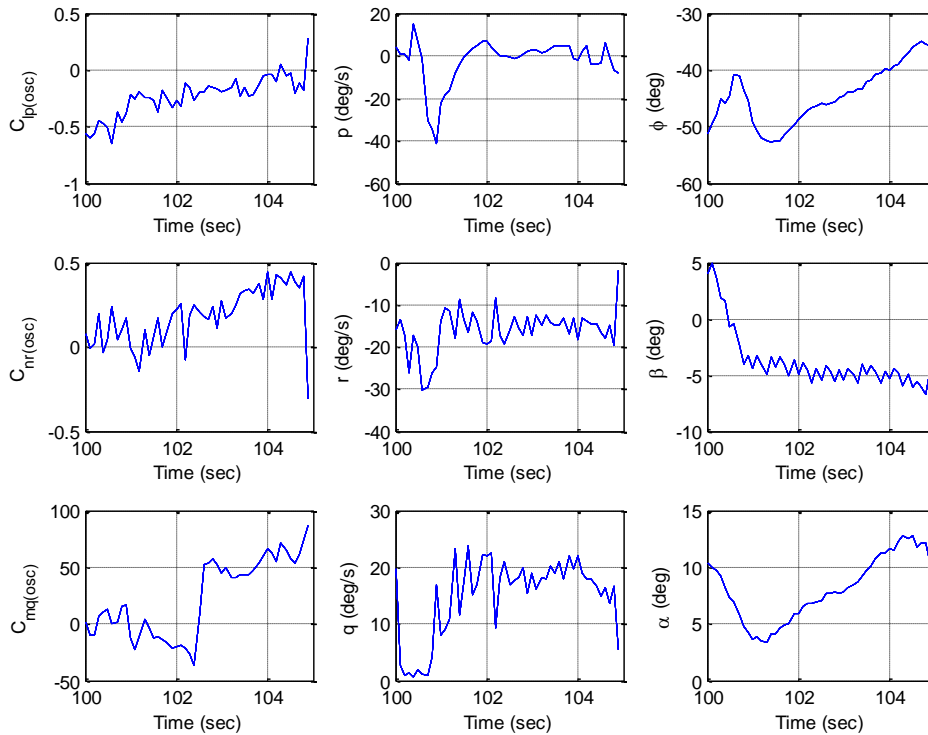 0.5
0
-0.5
-1
C_lp(osc)
100 102 104
Time (sec)
20
0
-20
-40
-60
p (deg/s)
100 102 104
Time (sec)
-30
-40
-50
-60
ϕ (deg)
100 102 104
Time (sec)
0.5
0
-0.5
C_nr(osc)
100 102 104
Time (sec)
0
-10
-20
-30
-40
r (deg/s)
100 102 104
Time (sec)
5
0
-5
-10
β (deg)
100 102 104
Time (sec)
100
50
0
-50
C_mq(osc)
100 102 104
Time (sec)
30
20
10
0
q (deg/s)
100 102 104
Time (sec)
15
10
5
0
α (deg)
100 102 104
Time (sec)